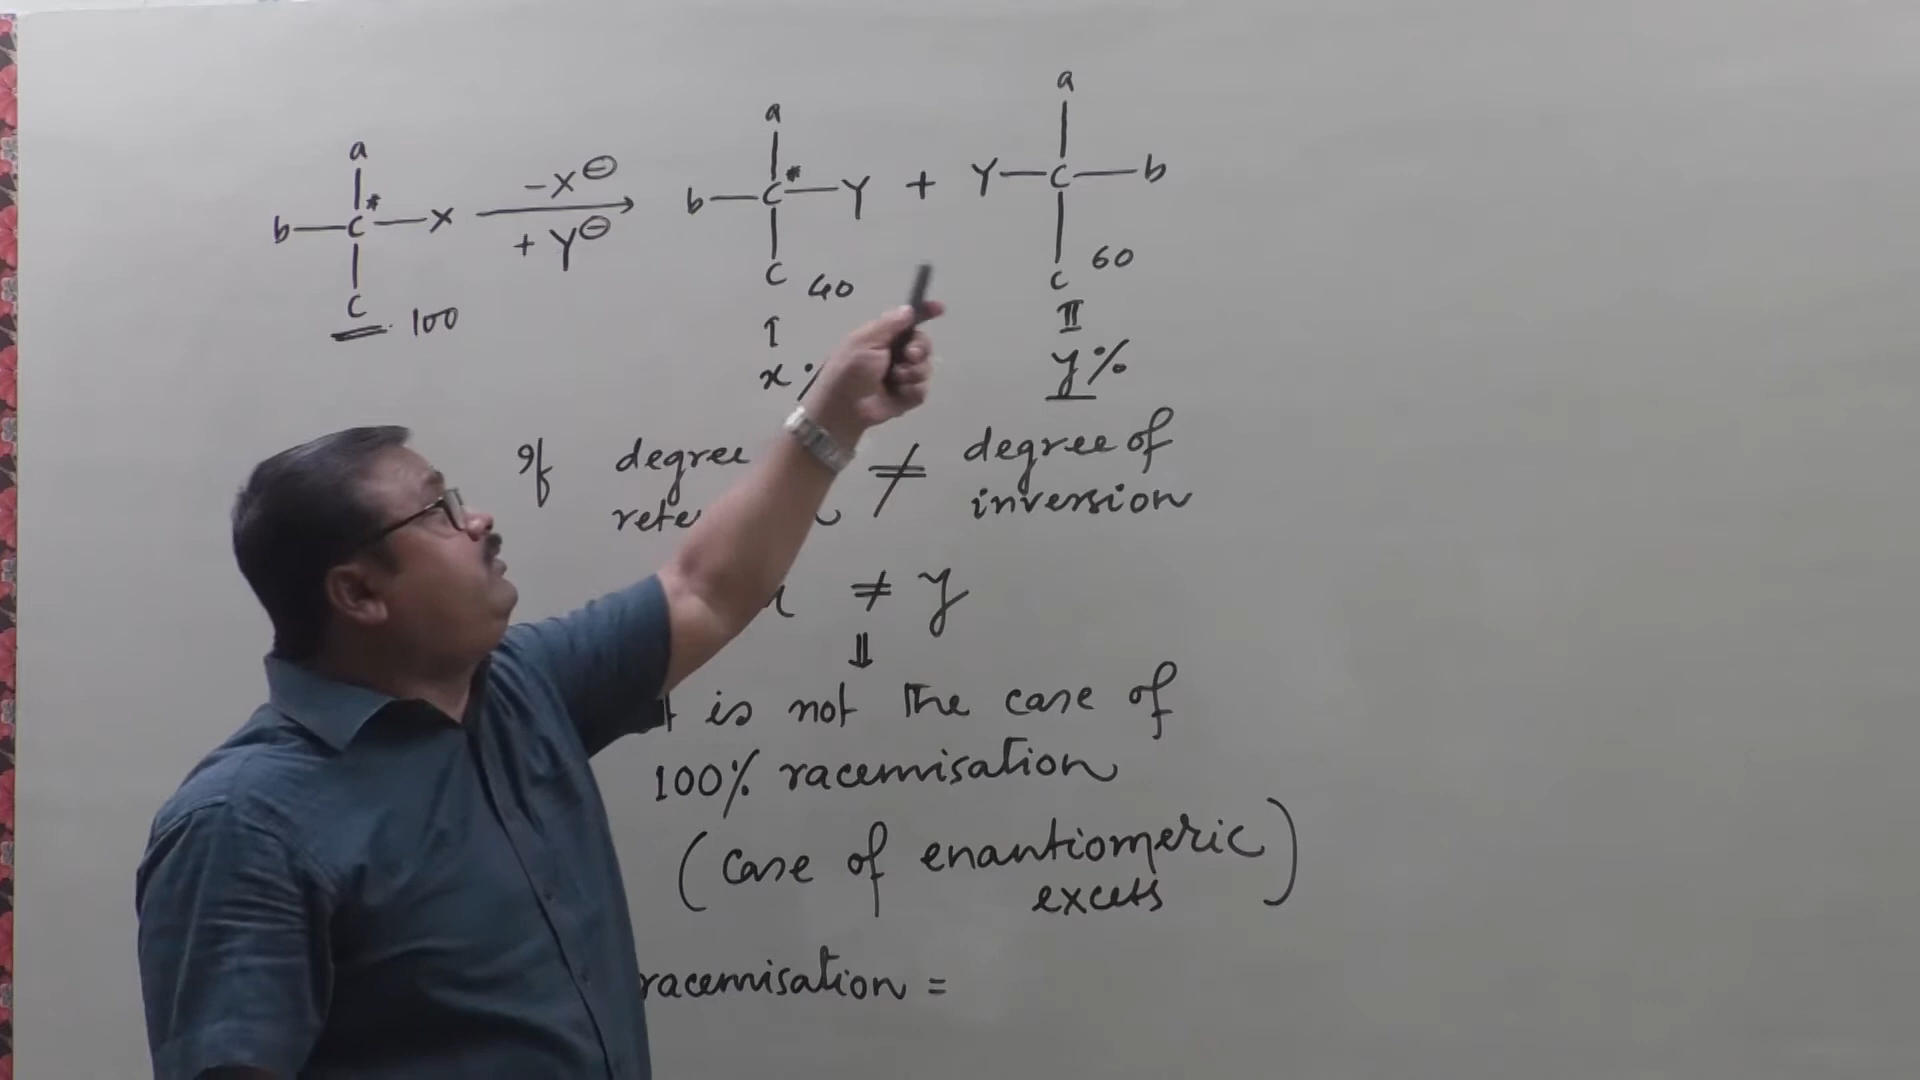 a
b—C*—X
C
100
-X⊖
+ Y⊖
a
b—C*—Y
C 40
I
x
+
a
Y—C—b
C 60
II
y%
If degree ≠ degree of
inversion
≠ y
⇓
is not the case of
100% racemisation
(case of enantiomeric
excess)
racemisation =